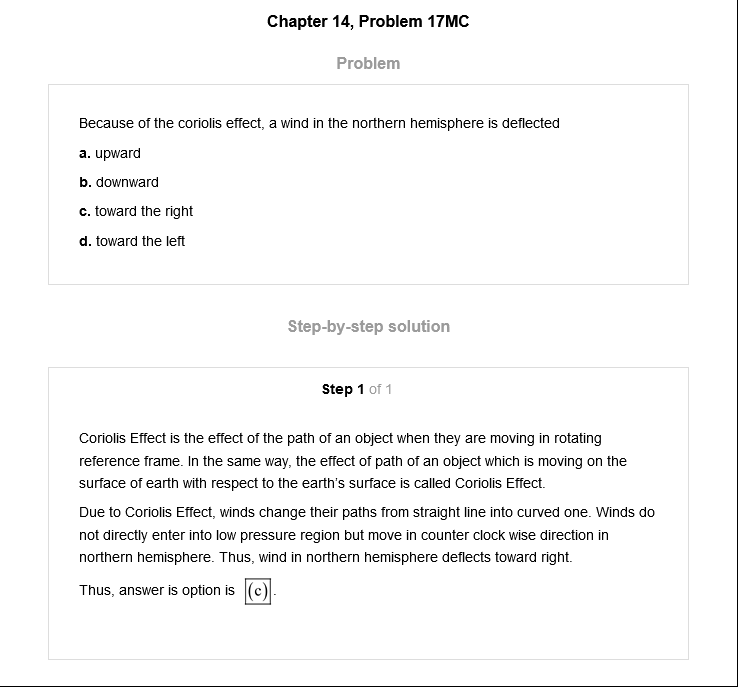 Chapter 14, Problem 17MC
Problem
Because of the coriolis effect, a wind in the northern hemisphere is deflected
a. upward
b. downward
c. toward the right
d. toward the left
Step-by-step solution
Step 1 of 1
Coriolis Effect is the effect of the path of an object when they are moving in rotating
reference frame. In the same way, the effect of path of an object which is moving on the
surface of earth with respect to the earth's surface is called Coriolis Effect.
Due to Coriolis Effect, winds change their paths from straight line into curved one. Winds do
not directly enter into low pressure region but move in counter clock wise direction in
northern hemisphere. Thus, wind in northern hemisphere deflects toward right.
Thus, answer is option is (c).